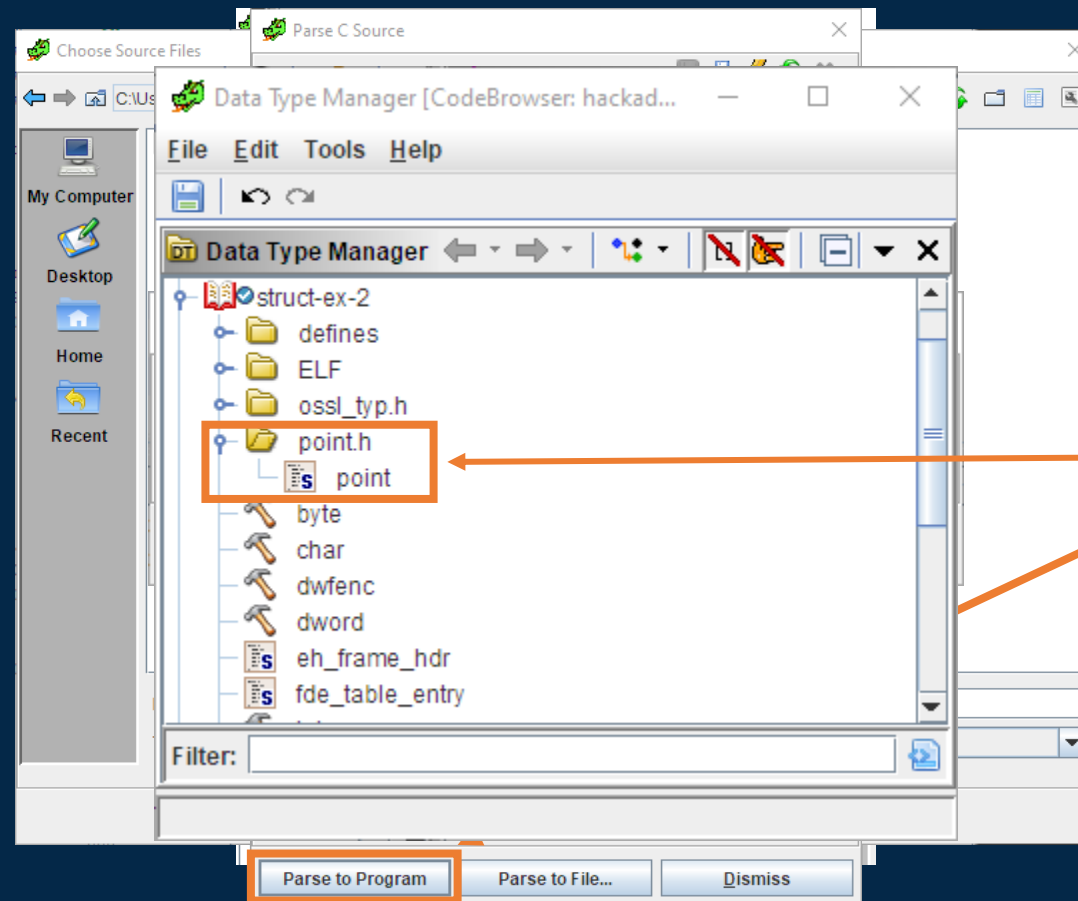 Parse C Source
Choose Source Files
C:\Us
Data Type Manager [CodeBrowser: hackad...
File Edit Tools Help
My Computer
Desktop
Home
Recent
DT Data Type Manager
struct-ex-2
defines
ELF
ossl_typ.h
point.h
point
byte
char
dwfenc
dword
eh_frame_hdr
fde_table_entry
Filter:
Parse to Program Parse to File... Dismiss